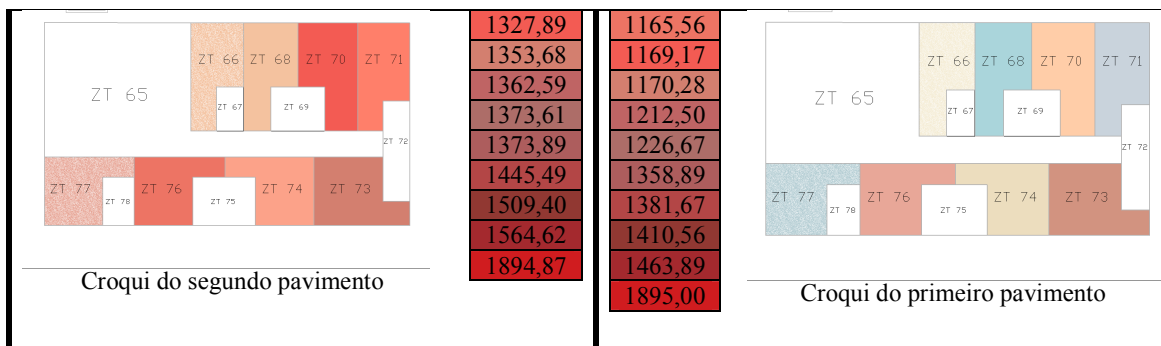 ZT 65
ZT 66
ZT 68
ZT 70
ZT 71
ZT 67
ZT 69
ZT 72
ZT 77
ZT 76
ZT 74
ZT 73
ZT 78
ZT 75
Croqui do segundo pavimento
1327,89
1353,68
1362,59
1373,61
1373,89
1445,49
1509,40
1564,62
1894,87
1165,56
1169,17
1170,28
1212,50
1226,67
1358,89
1381,67
1410,56
1463,89
1895,00
ZT 65
ZT 66
ZT 68
ZT 70
ZT 71
ZT 67
ZT 69
ZT 72
ZT 77
ZT 76
ZT 74
ZT 73
ZT 78
ZT 75
Croqui do primeiro pavimento